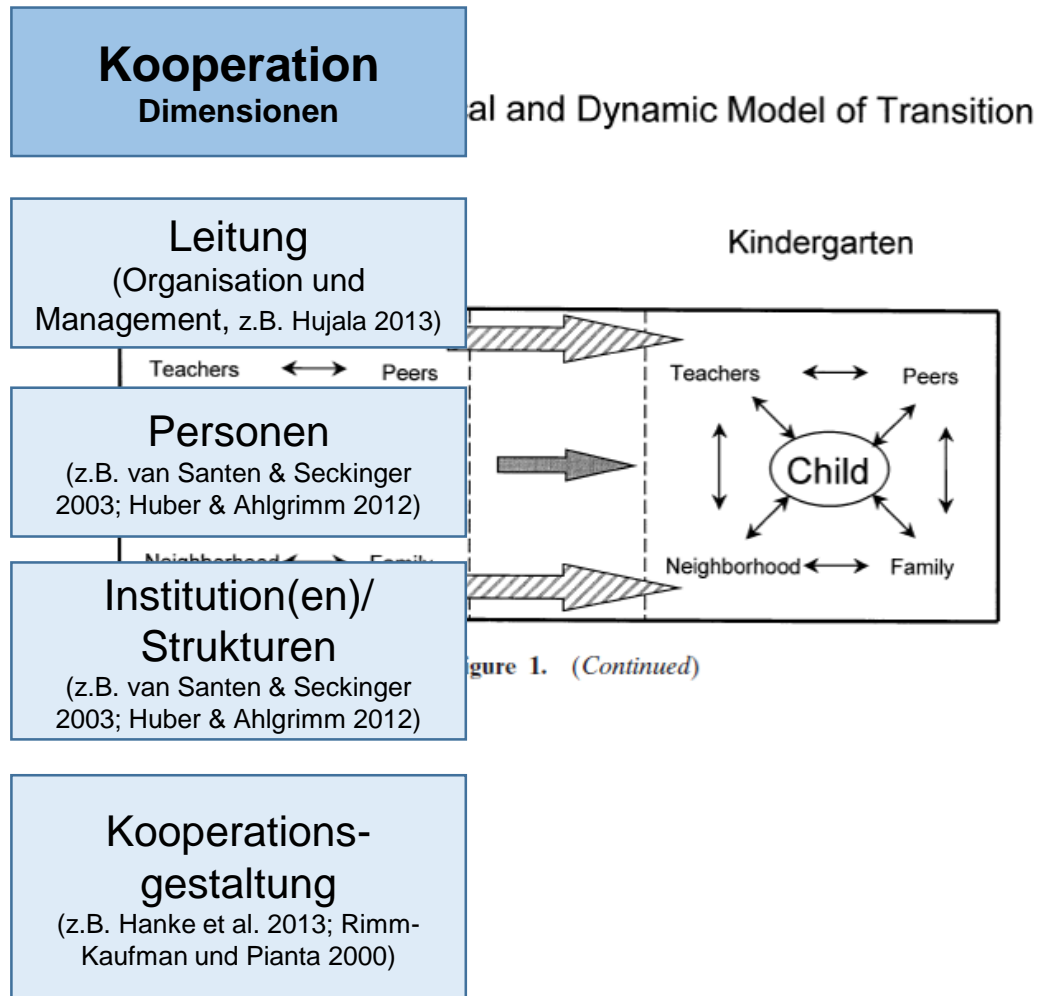 Kooperation
Dimensionen
al and Dynamic Model of Transition
Leitung
(Organisation und
Management, z.B. Hujala 2013)
Kindergarten
Teachers Peers
Teachers Peers
Personen
(z.B. van Santen & Seckinger
2003; Huber & Ahlgrimm 2012)
Child
Neighborhood Family
Neighborhood Family
Institution(en)/
Strukturen
(z.B. van Santen & Seckinger
2003; Huber & Ahlgrimm 2012)
igure 1. (Continued)
Kooperations-
gestaltung
(z.B. Hanke et al. 2013; Rimm-
Kaufman und Pianta 2000)